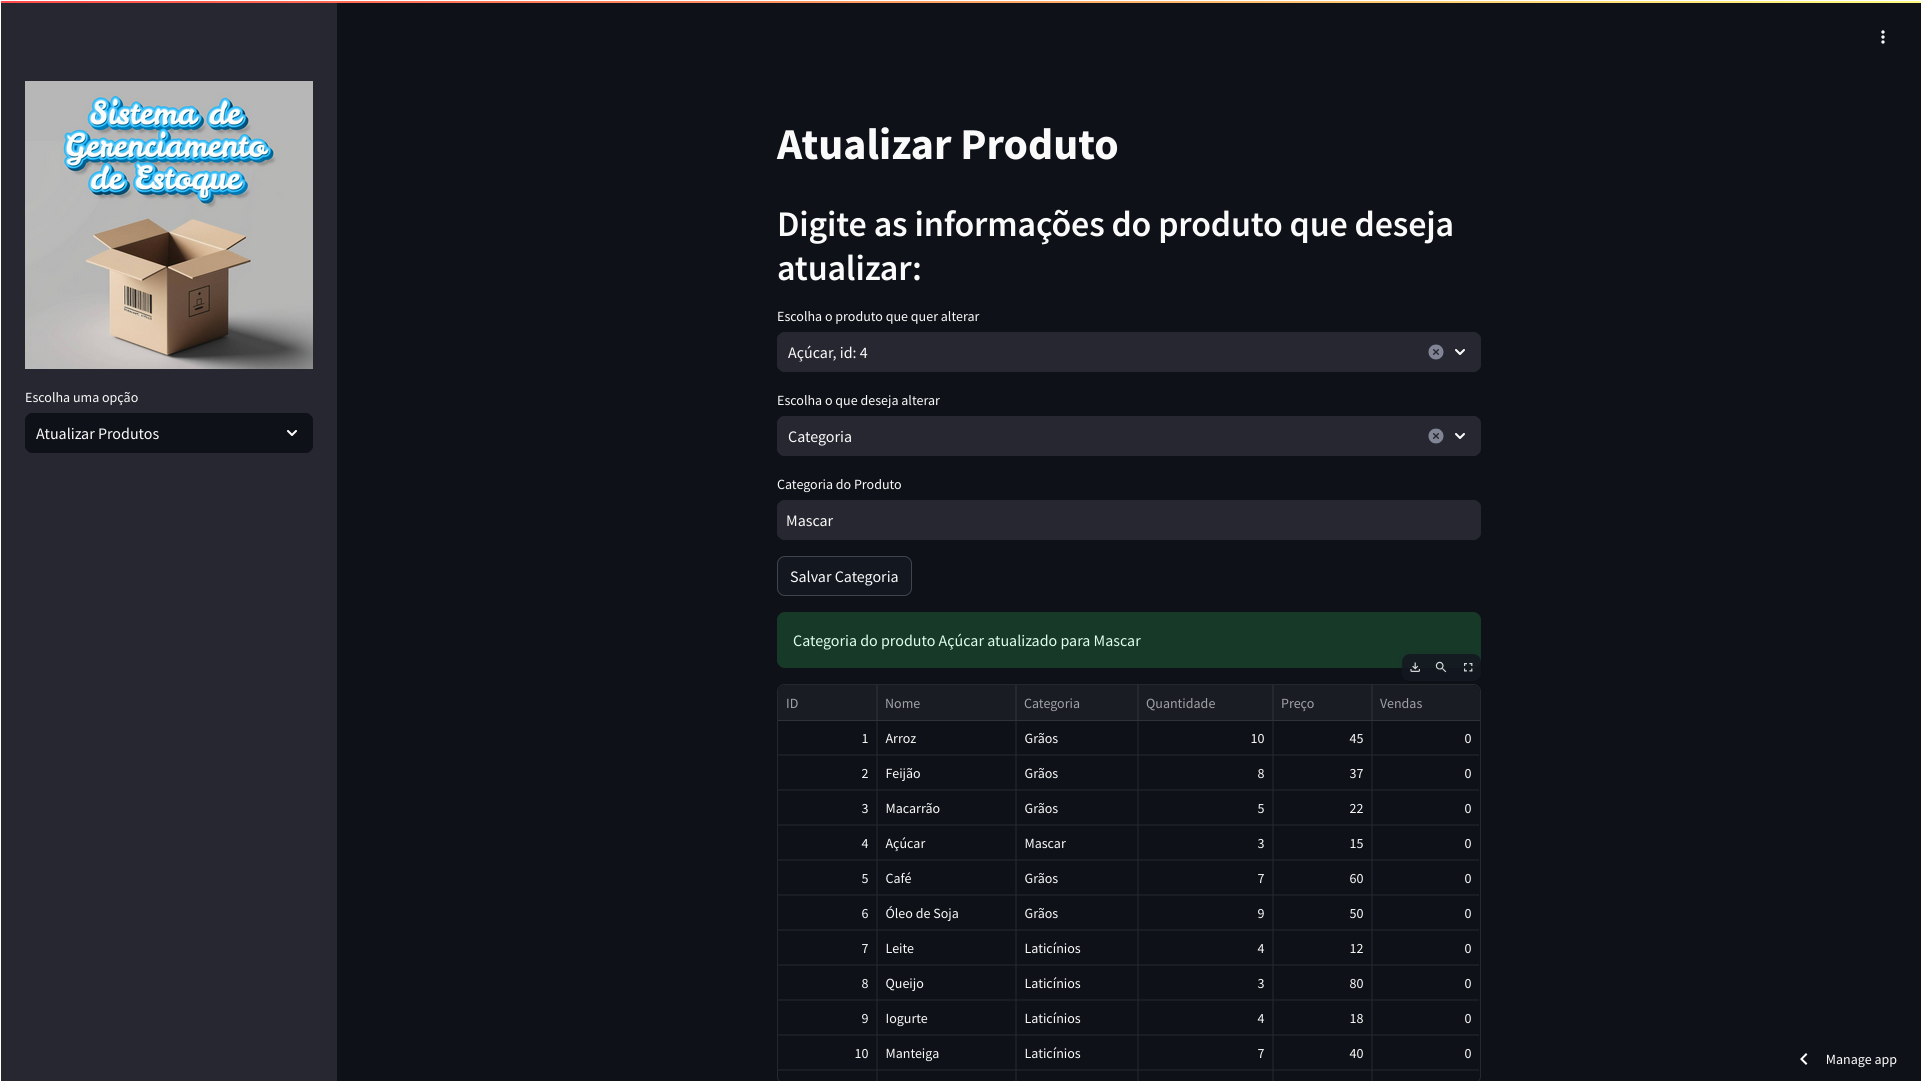 Sistema de
Gerenciamento
de Estoque
Escolha uma opção
Atualizar Produtos
Atualizar Produto
Digite as informações do produto que deseja
atualizar:
Escolha o produto que quer alterar
Açúcar, id: 4
Escolha o que deseja alterar
Categoria
Categoria do Produto
Mascar
Salvar Categoria
Categoria do produto Açúcar atualizado para Mascar
ID Nome Categoria Quantidade Preço Vendas
1 Arroz Grãos 10 45 0
2 Feijão Grãos 8 37 0
3 Macarrão Grãos 5 22 0
4 Açúcar Mascar 3 15 0
5 Café Grãos 7 60 0
6 Óleo de Soja Grãos 9 50 0
7 Leite Laticínios 4 12 0
8 Queijo Laticínios 3 80 0
9 Iogurte Laticínios 4 18 0
10 Manteiga Laticínios 7 40 0
Manage app